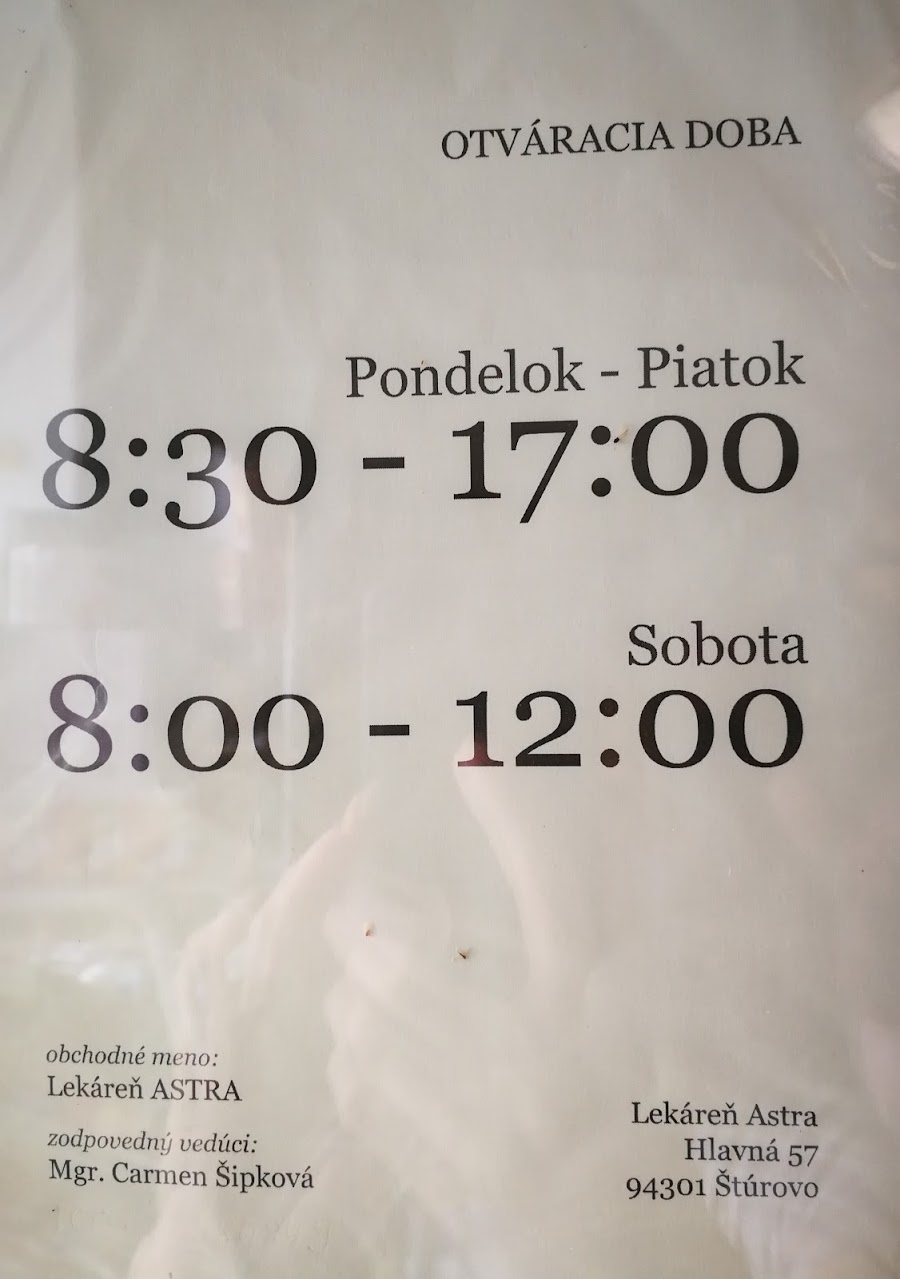 OTVÁRACIA DOBA
Pondelok - Piatok
8:30 - 17:00
Sobota
8:00 - 12:00
obchodné meno:
Lekáreň ASTRA
zodpovedný vedúci:
Mgr. Carmen Šipková
Lekáreň Astra
Hlavná 57
94301 Štúrovo